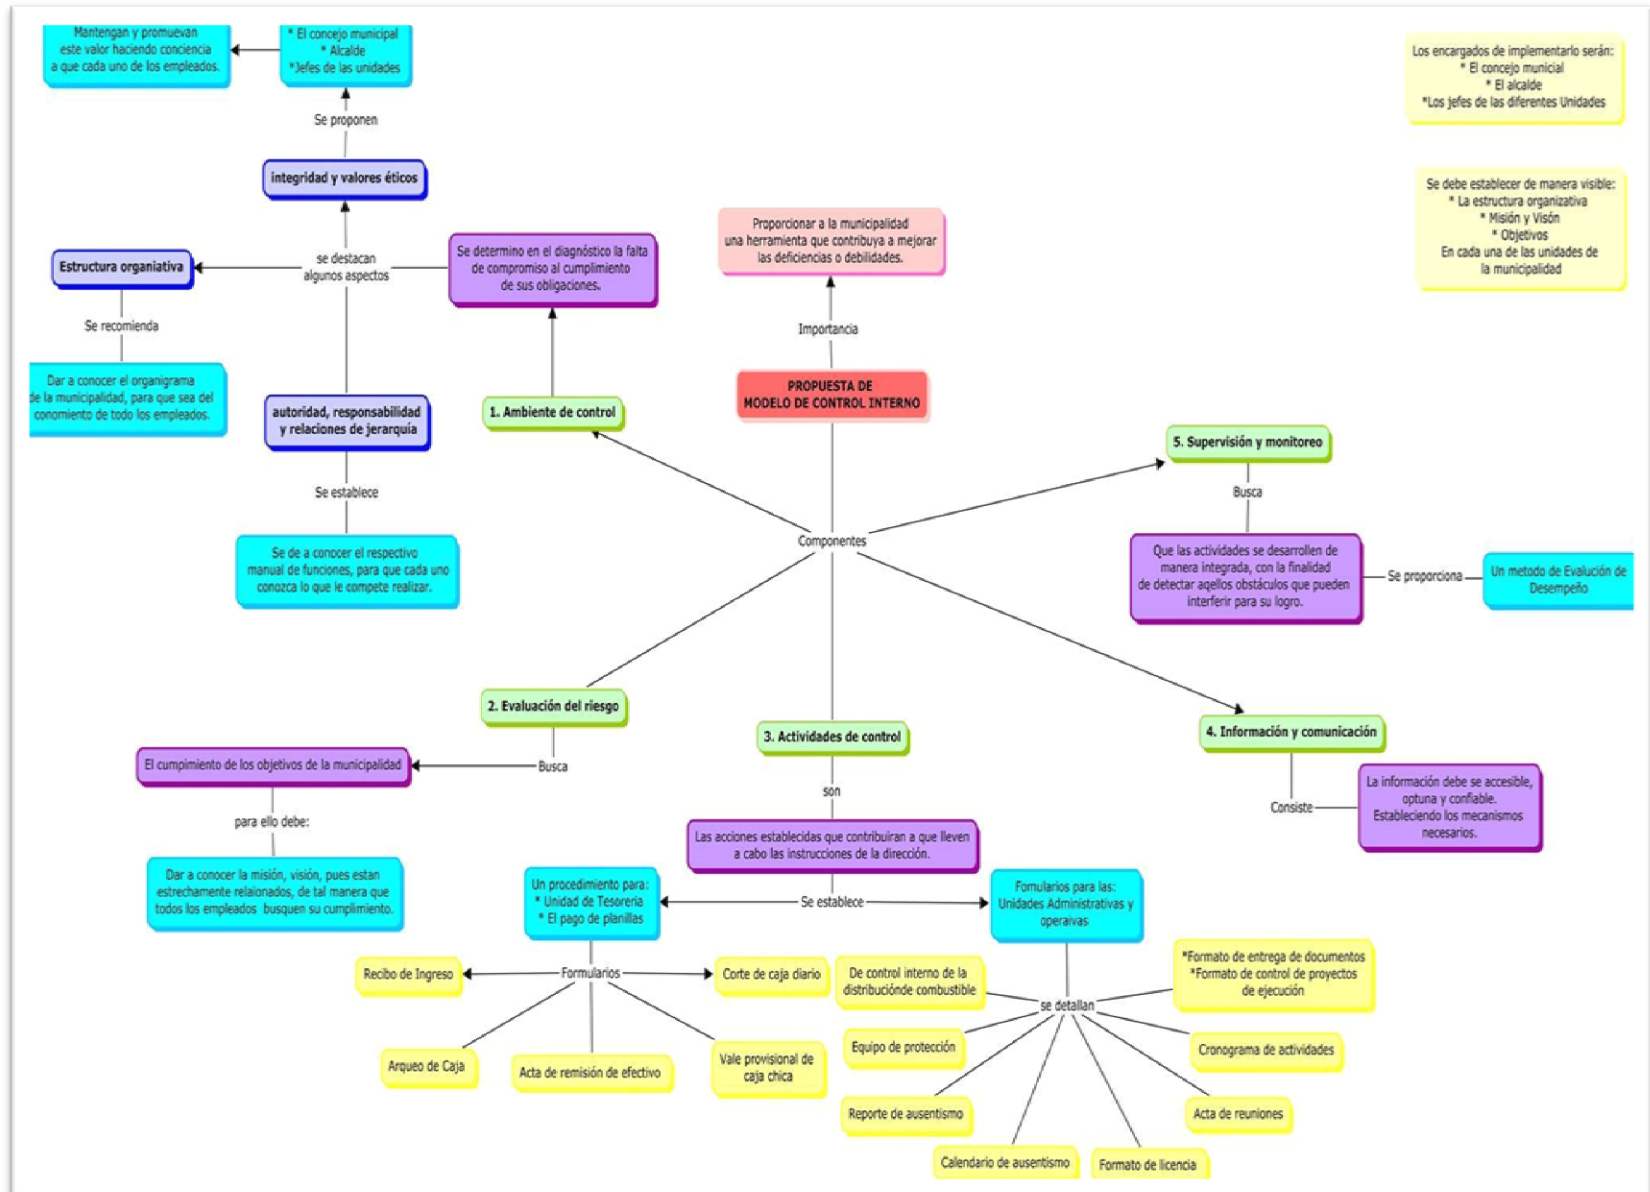 Mantengan y promuevan
este valor haciendo conciencia
a que cada uno de los empleados.
* El concejo municipal
* Alcalde
*Jefes de las unidades
Los encargados de implementarlo serán:
* El concejo municial
* El alcalde
*Los jefes de las diferentes Unidades
Se proponen
integridad y valores éticos
Se debe establecer de manera visible:
* La estructura organizativa
* Misión y Visón
* Objetivos
En cada una de las unidades de
la municipalidad
Proporcionar a la municipalidad
una herramienta que contribuya a mejorar
las deficiencias o debilidades.
Estructura organiativa
se destacan
algunos aspectos
Se determino en el diagnóstico la falta
de compromiso al cumplimiento
de sus obligaciones.
Se recomienda
Importancia
Dar a conocer el organigrama
de la municipalidad, para que sea del
conomiento de todo los empleados.
autoridad, responsabilidad
y relaciones de jerarquía
1. Ambiente de control
PROPUESTA DE
MODELO DE CONTROL INTERNO
5. Supervisión y monitoreo
Se establece
Busca
Se de a conocer el respectivo
manual de funciones, para que cada uno
conozca lo que le compete realizar.
Componentes
Que las actividades se desarrollen de
manera integrada, con la finalidad
de detectar aqellos obstáculos que pueden
interferir para su logro.
Se proporciona
Un metodo de Evalución de
Desempeño
2. Evaluación del riesgo
3. Actividades de control
4. Información y comunicación
El cumpimiento de los objetivos de la municipalidad
Busca
son
Consiste
La información debe se accesible,
optuna y confiable.
Estableciendo los mecanismos
necesarios.
para ello debe:
Las acciones establecidas que contribuiran a que lleven
a cabo las instrucciones de la dirección.
Dar a conocer la misión, visión, pues estan
estrechamente relaionados, de tal manera que
todos los empleados busquen su cumplimiento.
Un procedimiento para:
* Unidad de Tesoreria
* El pago de planillas
Se establece
Fomularios para las:
Unidades Administrativas y
operaivas
Recibo de Ingreso
Formularios
Corte de caja diario
De control interno de la
distribuciónde combustible
*Formato de entrega de documentos
*Formato de control de proyectos
de ejecución
se detallan
Arqueo de Caja
Acta de remisión de efectivo
Vale provisional de
caja chica
Equipo de protección
Cronograma de actividades
Reporte de ausentismo
Acta de reuniones
Calendario de ausentismo
Formato de licencia